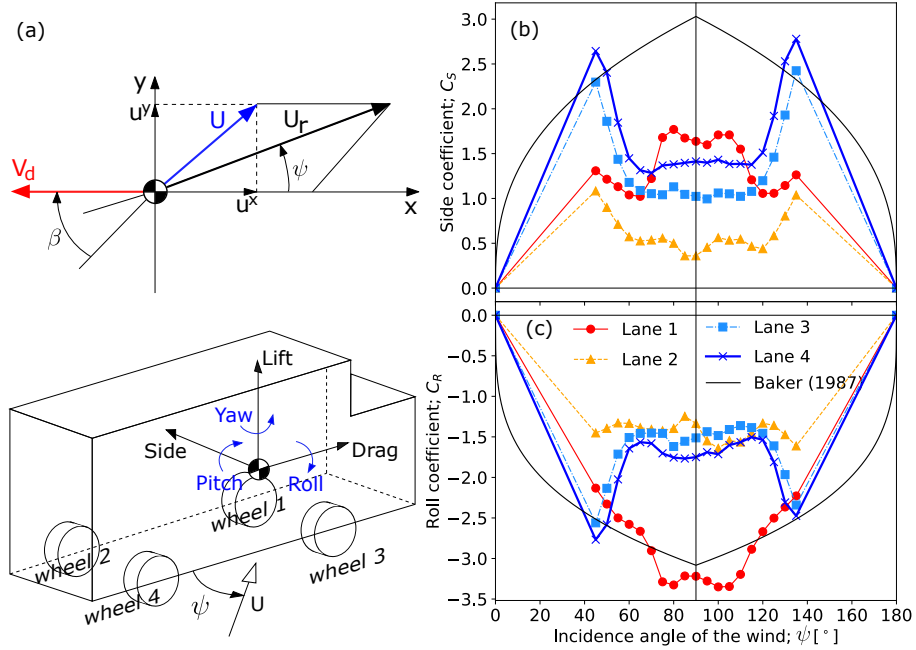 (a)
y
u^y
U
U_r
ψ
V_d
β
u^x
x
Lift
Yaw
Side
Drag
Pitch
Roll
wheel 1
wheel 2
wheel 3
wheel 4
ψ
U
(b)
Side coefficient; C_S
3.0
2.5
2.0
1.5
1.0
0.5
0.0
(c)
Lane 1
Lane 2
Lane 3
Lane 4
Baker (1987)
Roll coefficient; C_R
0.0
−0.5
−1.0
−1.5
−2.0
−2.5
−3.0
−3.5
0 20 40 60 80 100 120 140 160 180
Incidence angle of the wind; ψ[°]